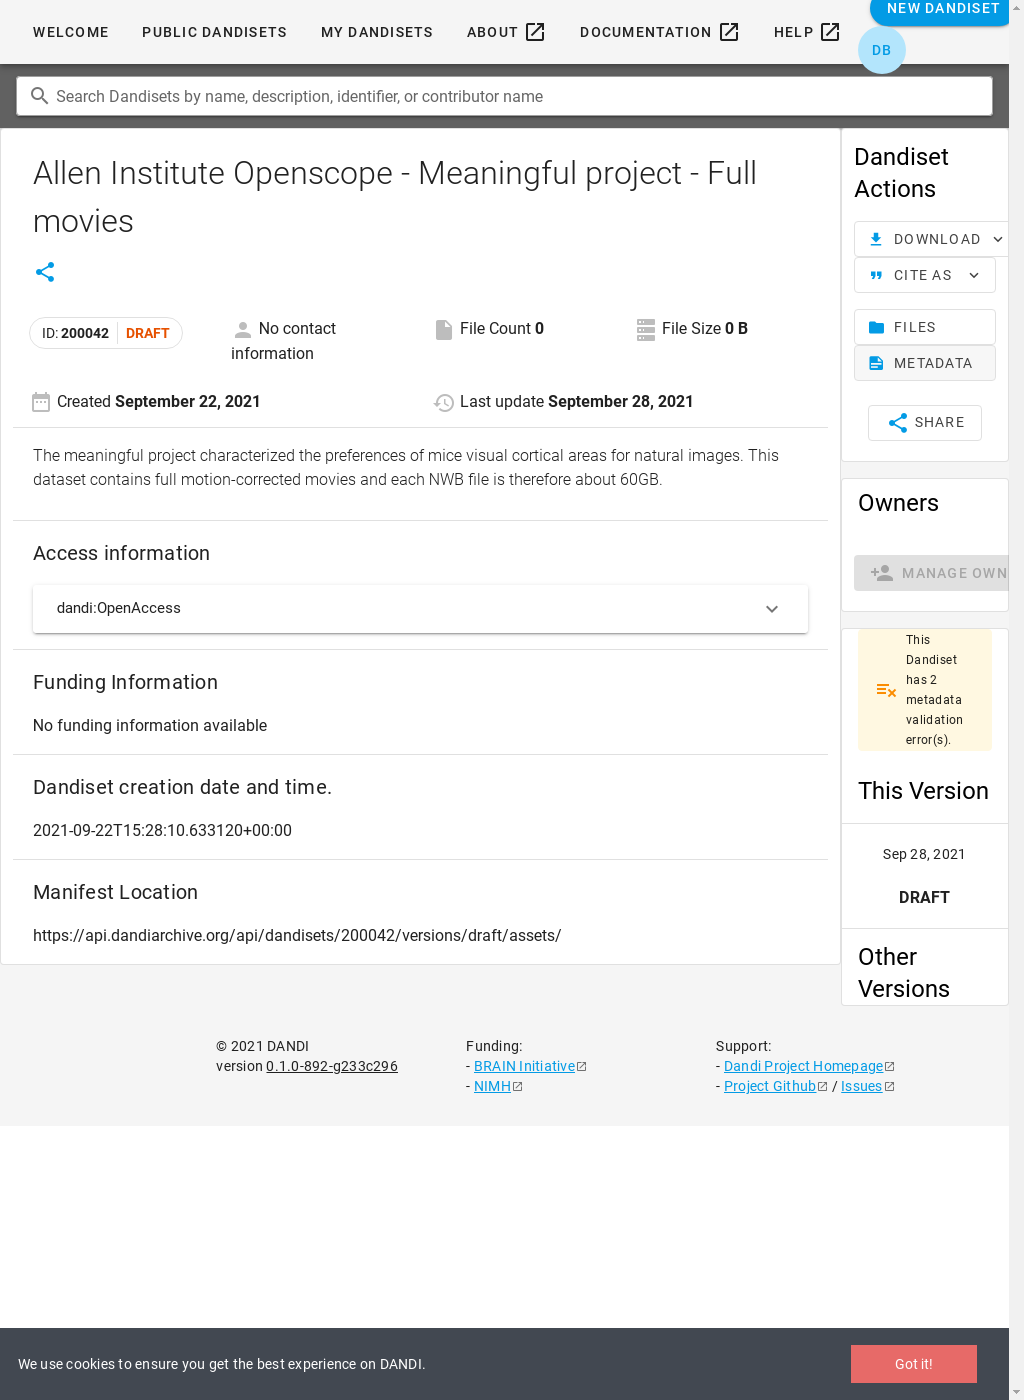 WELCOME PUBLIC DANDISETS MY DANDISETS ABOUT DOCUMENTATION HELP NEW DANDISET
DB
Search Dandisets by name, description, identifier, or contributor name
Allen Institute Openscope - Meaningful project - Full
movies
ID: 200042 DRAFT
No contact
information
File Count 0
File Size 0 B
Created September 22, 2021
Last update September 28, 2021
The meaningful project characterized the preferences of mice visual cortical areas for natural images. This
dataset contains full motion-corrected movies and each NWB file is therefore about 60GB.
Access information
dandi:OpenAccess
Funding Information
No funding information available
Dandiset creation date and time.
2021-09-22T15:28:10.633120+00:00
Manifest Location
https://api.dandiarchive.org/api/dandisets/200042/versions/draft/assets/
Dandiset
Actions
DOWNLOAD
CITE AS
FILES
METADATA
SHARE
Owners
MANAGE OWN
This
Dandiset
has 2
metadata
validation
error(s).
This Version
Sep 28, 2021
DRAFT
Other
Versions
© 2021 DANDI
version 0.1.0-892-g233c296
Funding:
- BRAIN Initiative
- NIMH
Support:
- Dandi Project Homepage
- Project Github / Issues
We use cookies to ensure you get the best experience on DANDI.
Got it!